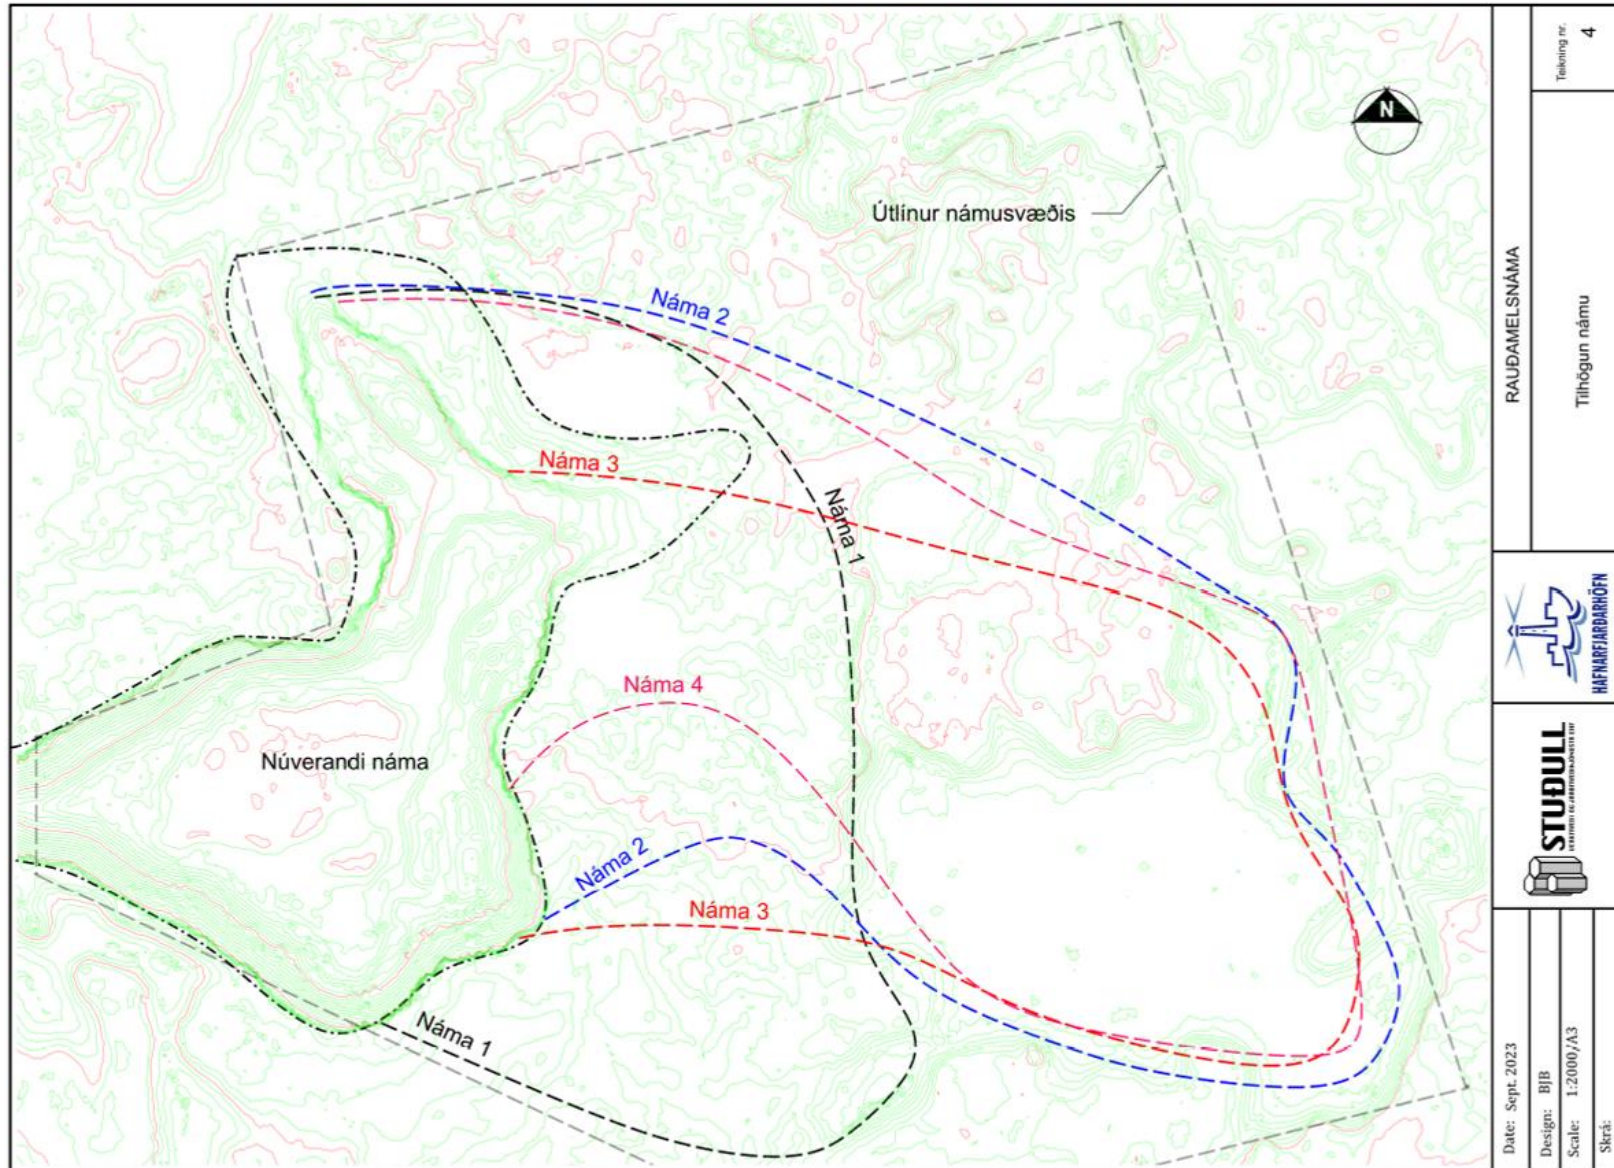 N
Útlínur námusvæðis
Náma 2
Náma 3
Náma 1
Náma 4
Núverandi náma
Náma 2
Náma 3
Náma 1
Teikning nr.
4
RAUÐAMELSNÁMA
Tilhögun námu
HAFNARFJARÐARHÖFN
STUÐULL
Date: Sept. 2023
Design: BJB
Scale: 1:2000/A3
Skrá: